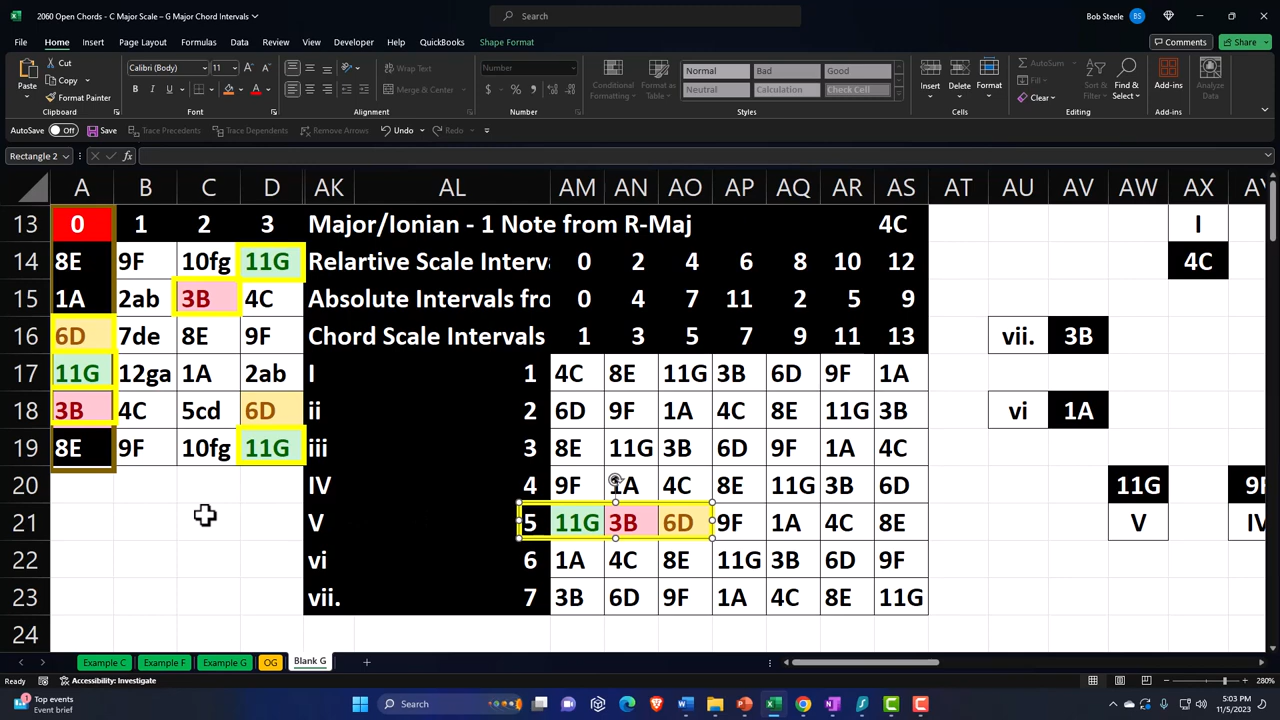 2060 Open Chords - C Major Scale – G Major Chord Intervals
Search
Bob Steele
BS
File Home Insert Page Layout Formulas Data Review View Developer Help QuickBooks Shape Format
Comments
Share
Paste
Cut
Copy
Format Painter
Clipboard
Calibri (Body) 11
B I U
Font
Wrap Text
Merge & Center
Alignment
Number
Number
Conditional Formatting
Format as Table
Normal Bad Good
Neutral Calculation Check Cell
Styles
Insert Delete Format
Cells
AutoSum
Clear
Sort & Filter
Find & Select
Editing
Add-ins
Add-ins
Analyze Data
AutoSave Off Save Trace Precedents Trace Dependents Remove Arrows Undo Redo
Rectangle 2 fx
A B C D AK AL AM AN AO AP AQ AR AS AT AU AV AW AX AY
13 0 1 2 3 Major/Ionian - 1 Note from R-Maj 4C I
14 8E 9F 10fg 11G Relartive Scale Interva 0 2 4 6 8 10 12 4C
15 1A 2ab 3B 4C Absolute Intervals fro 0 4 7 11 2 5 9
16 6D 7de 8E 9F Chord Scale Intervals 1 3 5 7 9 11 13 vii. 3B
17 11G 12ga 1A 2ab I 1 4C 8E 11G 3B 6D 9F 1A
18 3B 4C 5cd 6D ii 2 6D 9F 1A 4C 8E 11G 3B vi 1A
19 8E 9F 10fg 11G iii 3 8E 11G 3B 6D 9F 1A 4C
20 IV 4 9F 1A 4C 8E 11G 3B 6D 11G 9F
21 V 5 11G 3B 6D 9F 1A 4C 8E V IV
22 vi 6 1A 4C 8E 11G 3B 6D 9F
23 vii. 7 3B 6D 9F 1A 4C 8E 11G
24
Example C Example F Example G OG Blank G
Ready Accessibility: Investigate 280%
Top events
Event brief
Search
5:03 PM
11/5/2023